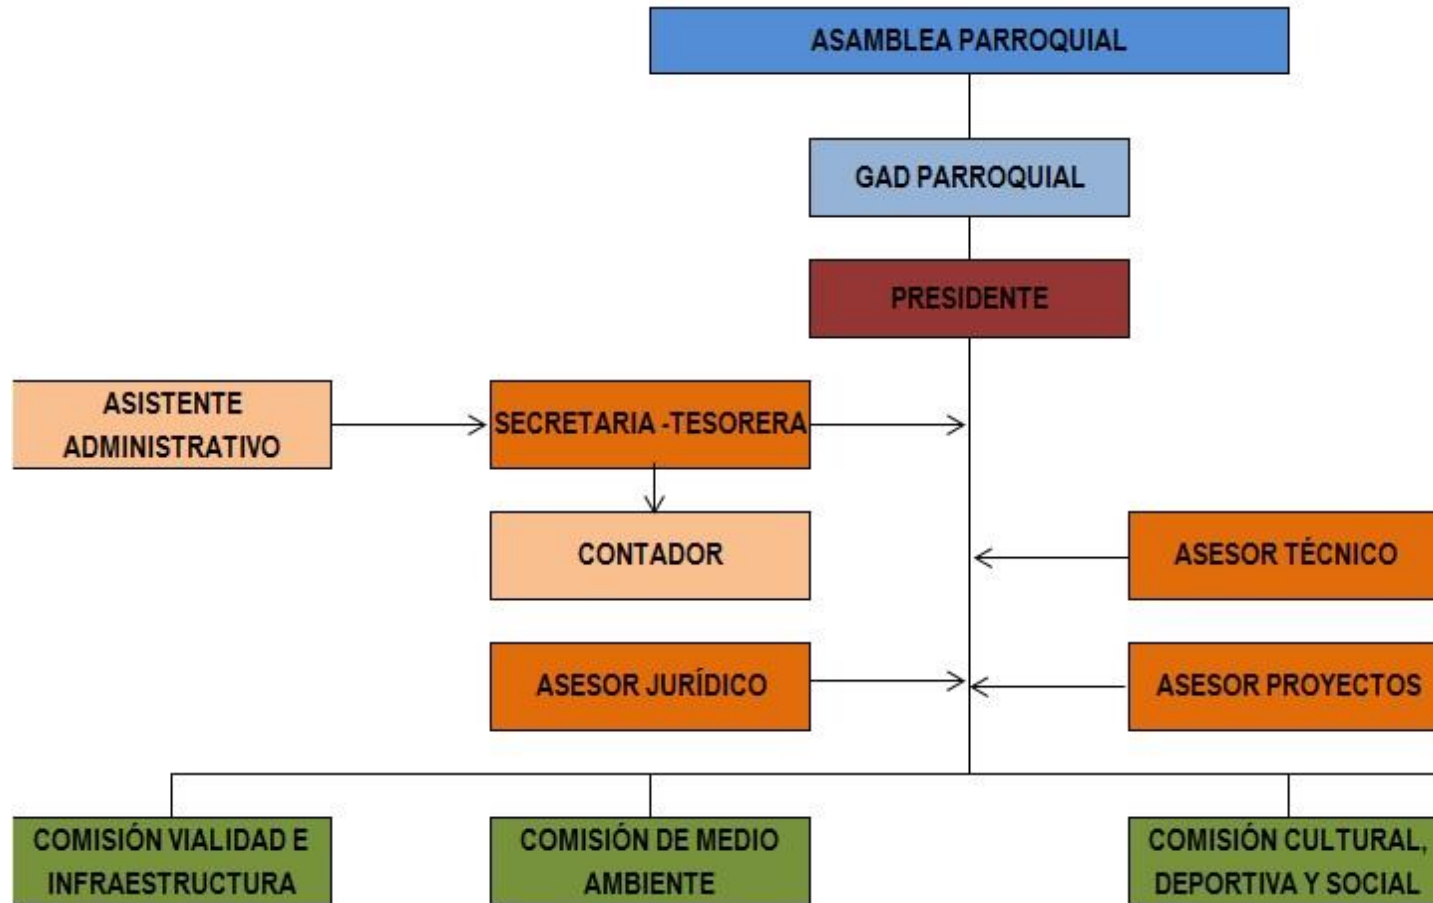 ASAMBLEA PARROQUIAL
GAD PARROQUIAL
PRESIDENTE
ASISTENTE
ADMINISTRATIVO
SECRETARIA -TESORERA
CONTADOR
ASESOR TÉCNICO
ASESOR JURÍDICO
ASESOR PROYECTOS
COMISIÓN VIALIDAD E
INFRAESTRUCTURA
COMISIÓN DE MEDIO
AMBIENTE
COMISIÓN CULTURAL,
DEPORTIVA Y SOCIAL